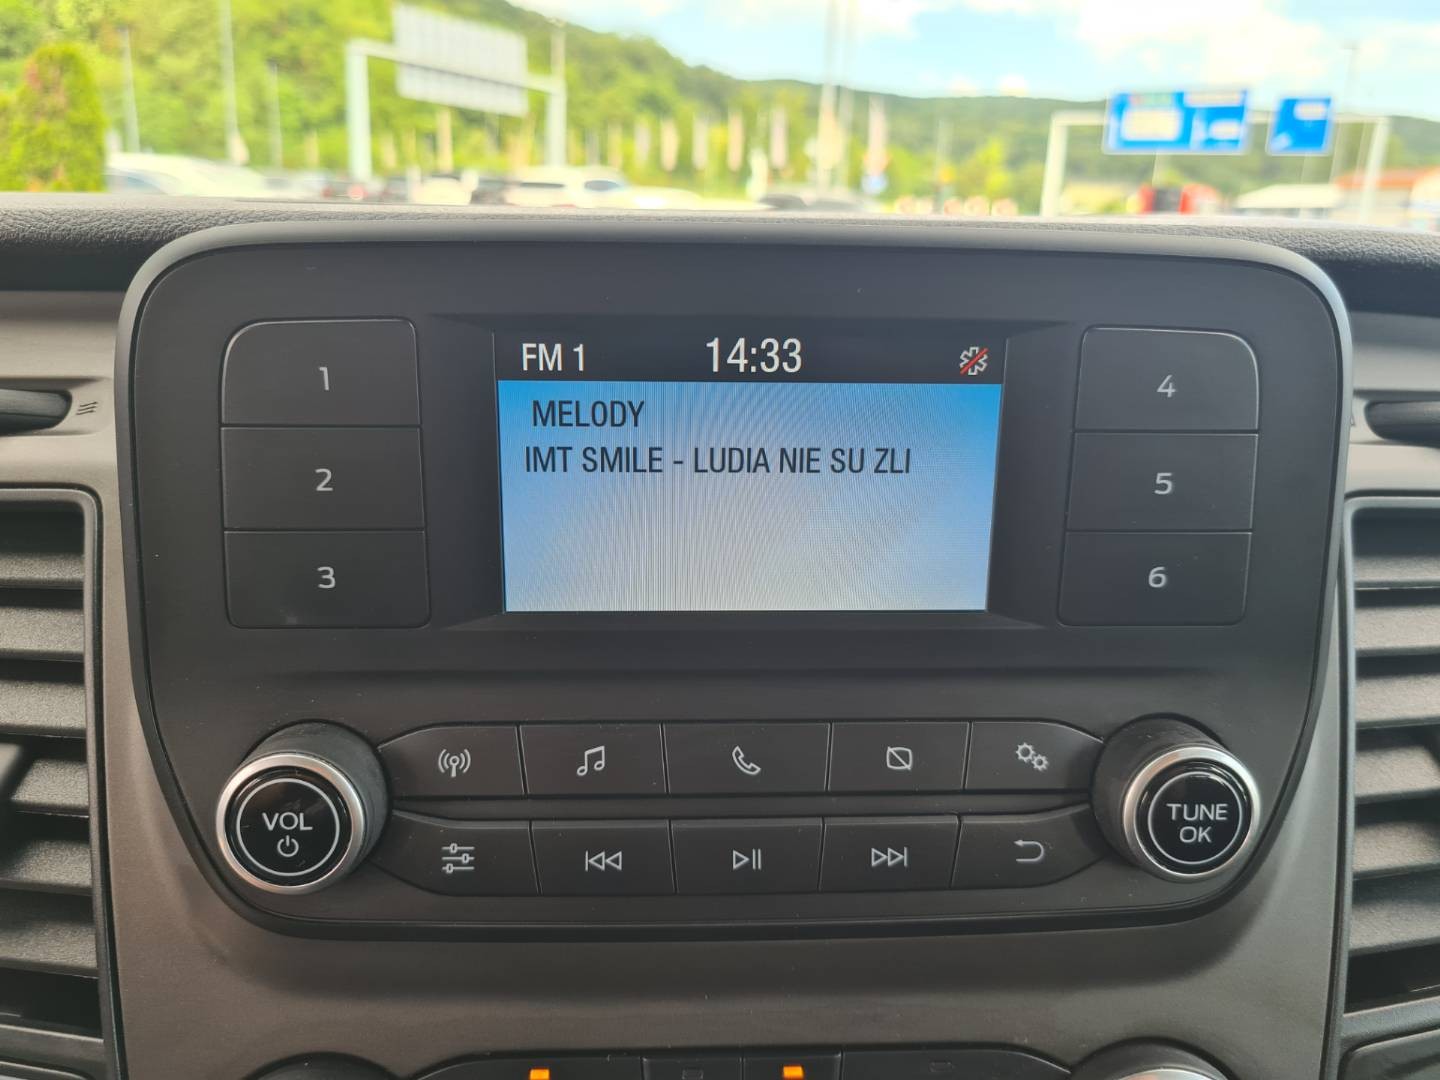 FM 1 14:33
MELODY
IMT SMILE - LUDIA NIE SU ZLI
1
2
3
4
5
6
VOL
TUNE
OK